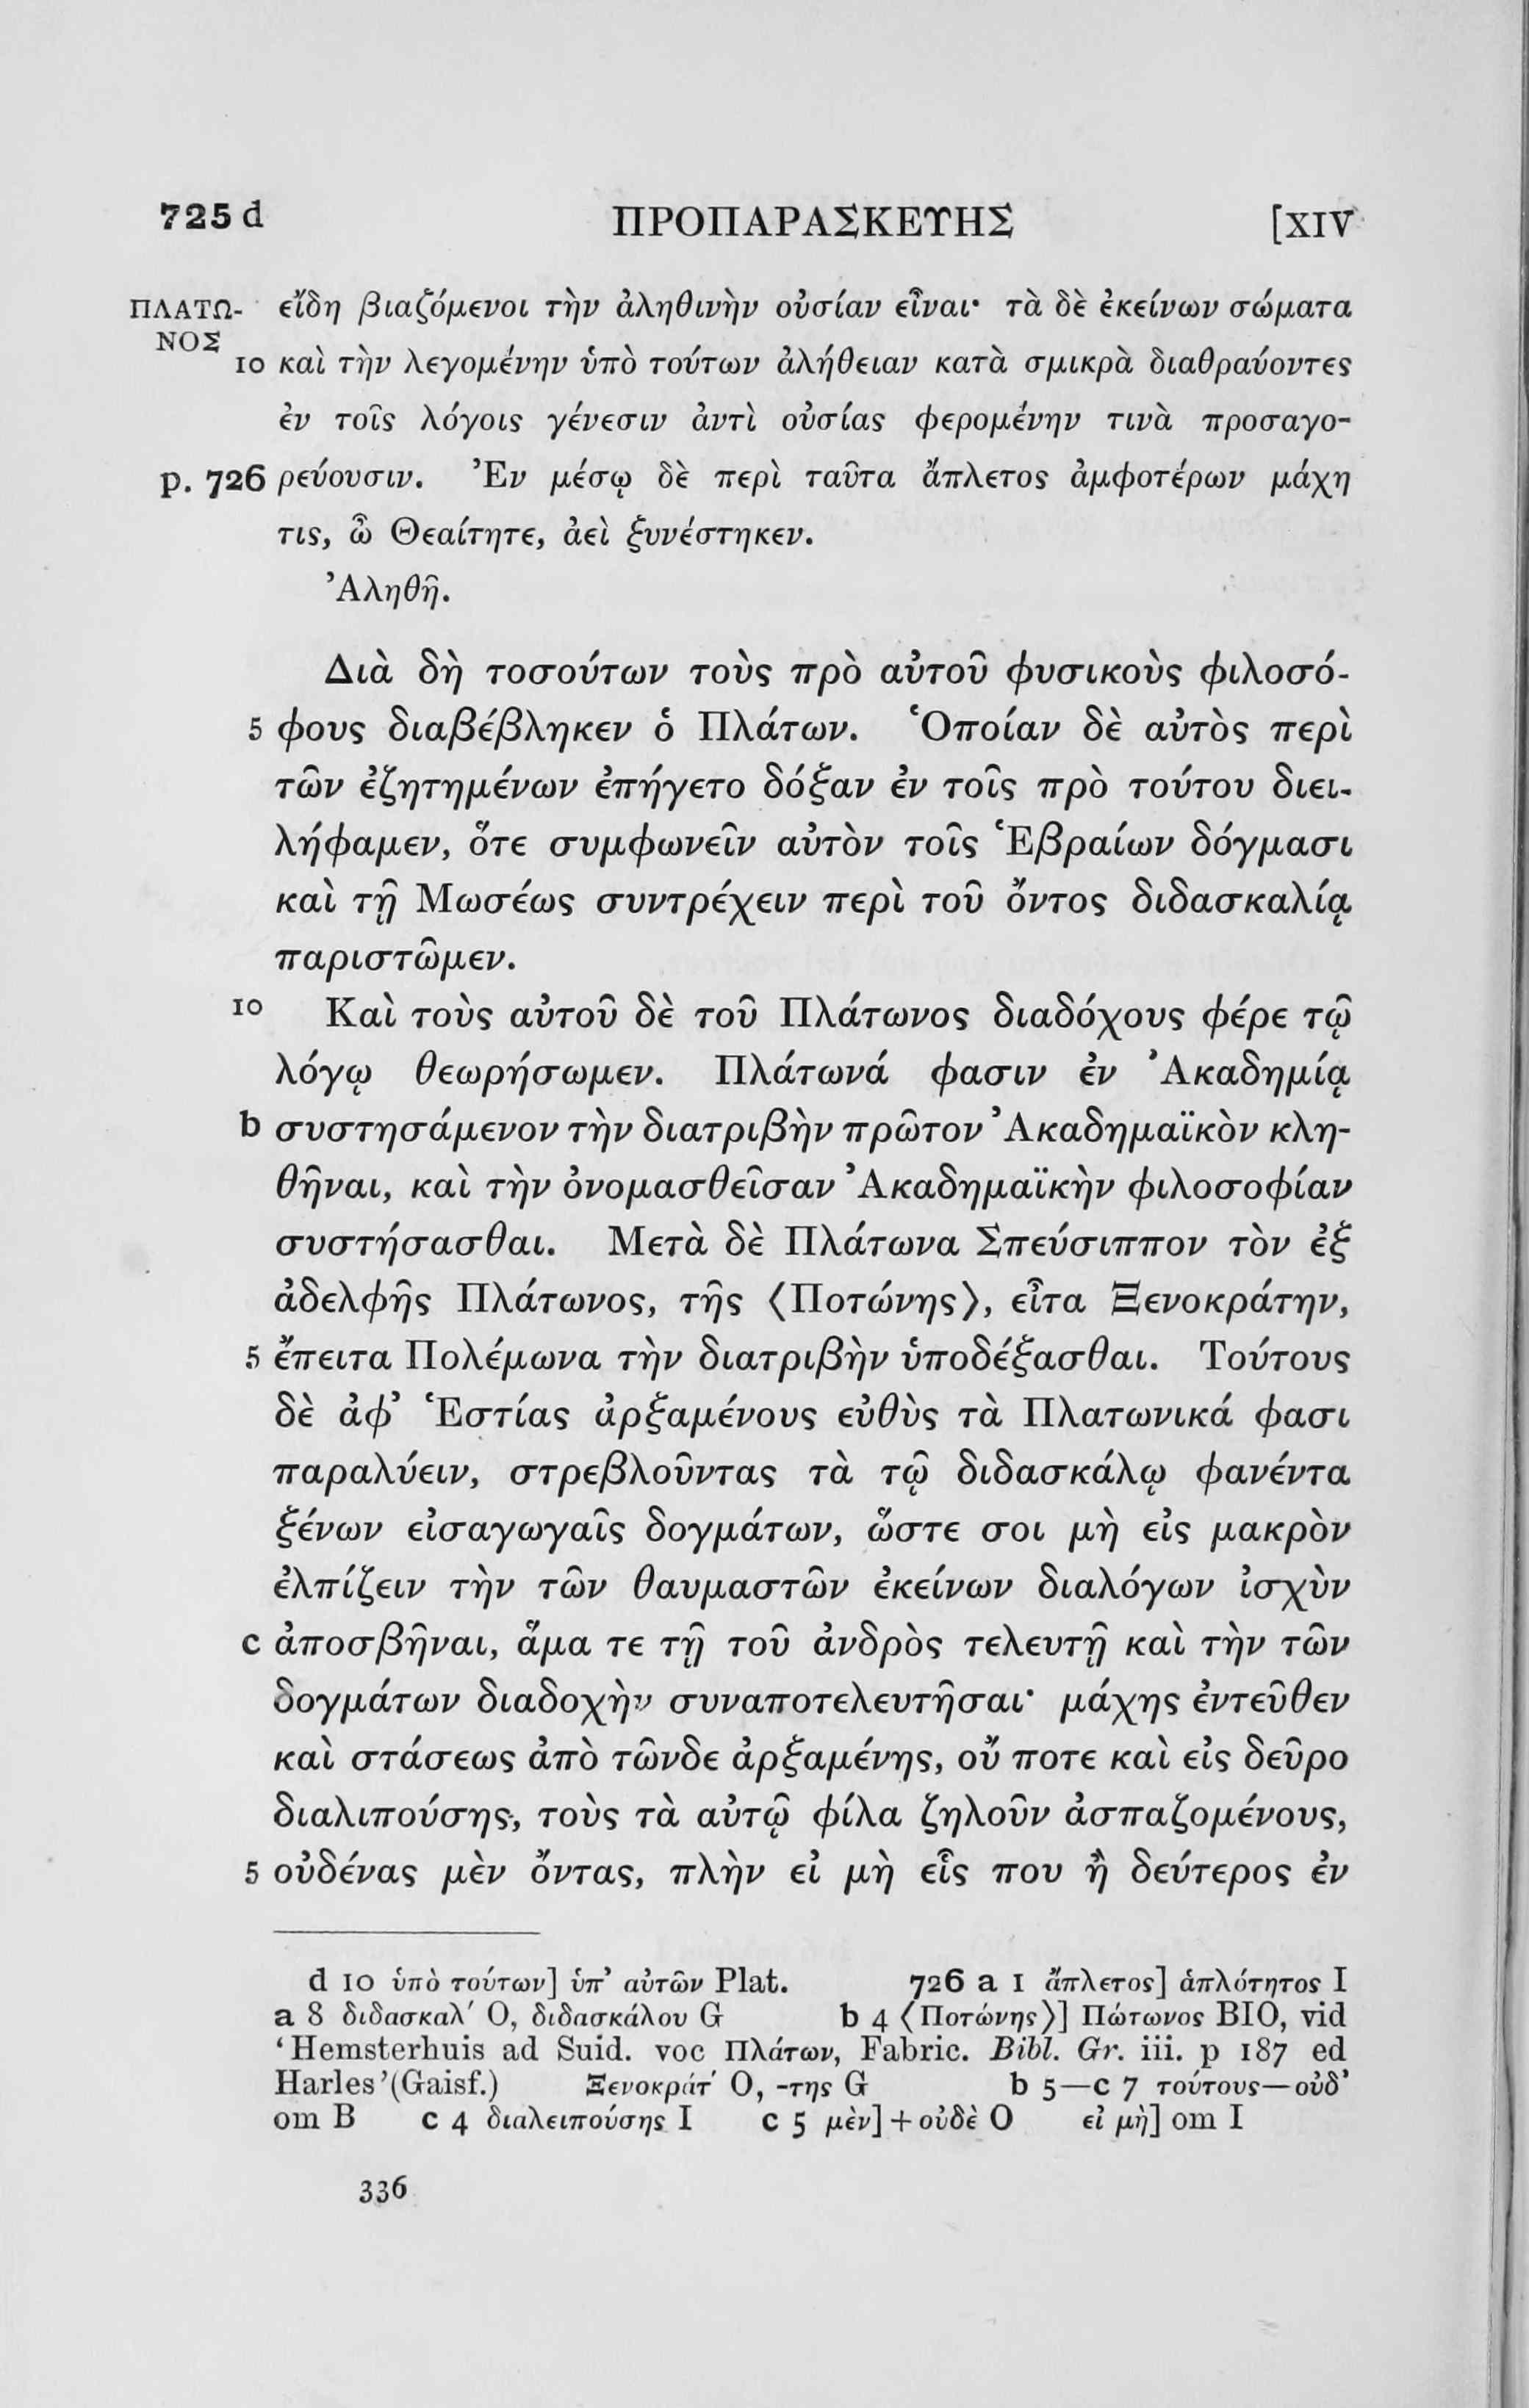 725 d ΠΡΟΠΑΡΑΣΚΕΥΗΣ [XIV
ΠΛΑΤΩ- εἴδη βιαζόμενοι τὴν ἀληθινὴν οὐσίαν εἶναι· τὰ δὲ ἐκείνων σώματα
ΝΟΣ
10 καὶ τὴν λεγομένην ὑπὸ τούτων ἀλήθειαν κατὰ σμικρὰ διαθραύοντες
ἐν τοῖς λόγοις γένεσιν ἀντὶ οὐσίας φερομένην τινὰ προσαγο-
p. 726 ρεύουσιν. Ἐν μέσῳ δὲ περὶ ταῦτα ἄπλετος ἀμφοτέρων μάχη
τις, ὦ Θεαίτητε, ἀεὶ ξυνέστηκεν.
Ἀληθῆ.
Διὰ δὴ τοσούτων τοὺς πρὸ αὐτοῦ φυσικοὺς φιλοσό-
5 φους διαβέβληκεν ὁ Πλάτων. Ὁποίαν δὲ αὐτὸς περὶ
τῶν ἐζητημένων ἐπήγετο δόξαν ἐν τοῖς πρὸ τούτου διει-
λήφαμεν, ὅτε συμφωνεῖν αὐτὸν τοῖς Ἑβραίων δόγμασι
καὶ τῇ Μωσέως συντρέχειν περὶ τοῦ ὄντος διδασκαλίᾳ
παριστῶμεν.
10 Καὶ τοὺς αὐτοῦ δὲ τοῦ Πλάτωνος διαδόχους φέρε τῷ
λόγῳ θεωρήσωμεν. Πλάτωνά φασιν ἐν Ἀκαδημίᾳ
b συστησάμενον τὴν διατριβὴν πρῶτον Ἀκαδημαϊκὸν κλη-
θῆναι, καὶ τὴν ὀνομασθεῖσαν Ἀκαδημαϊκὴν φιλοσοφίαν
συστήσασθαι. Μετὰ δὲ Πλάτωνα Σπεύσιππον τὸν ἐξ
ἀδελφῆς Πλάτωνος, τῆς ⟨Ποτώνης⟩, εἶτα Ξενοκράτην,
5 ἔπειτα Πολέμωνα τὴν διατριβὴν ὑποδέξασθαι. Τούτους
δὲ ἀφ’ Ἑστίας ἀρξαμένους εὐθὺς τὰ Πλατωνικά φασι
παραλύειν, στρεβλοῦντας τὰ τῷ διδασκάλῳ φανέντα
ξένων εἰσαγωγαῖς δογμάτων, ὥστε σοι μὴ εἰς μακρὸν
ἐλπίζειν τὴν τῶν θαυμαστῶν ἐκείνων διαλόγων ἰσχὺν
c ἀποσβῆναι, ἅμα τε τῇ τοῦ ἀνδρὸς τελευτῇ καὶ τὴν τῶν
δογμάτων διαδοχὴν συναποτελευτῆσαι· μάχης ἐντεῦθεν
καὶ στάσεως ἀπὸ τῶνδε ἀρξαμένης, οὔ ποτε καὶ εἰς δεῦρο
διαλιπούσης, τοὺς τὰ αὐτῷ φίλα ζηλοῦν ἀσπαζομένους,
5 οὐδένας μὲν ὄντας, πλὴν εἰ μὴ εἷς που ἢ δεύτερος ἐν
d 10 ὑπὸ τούτων] ὑπ’ αὐτῶν Plat. 726 a 1 ἄπλετος] ἁπλότητος I
a 8 διδασκαλ′ O, διδασκάλου G b 4 ⟨Ποτώνης⟩] Πώτωνος BIO, vid
‘Hemsterhuis ad Suid. voc Πλάτων, Fabric. Bibl. Gr. iii. p 187 ed
Harles’(Gaisf.) Ξενοκράτ′ O, -της G b 5—c 7 τούτους—οὐδ’
om B c 4 διαλειπούσης I c 5 μὲν]+οὐδὲ O εἰ μὴ] om I
336